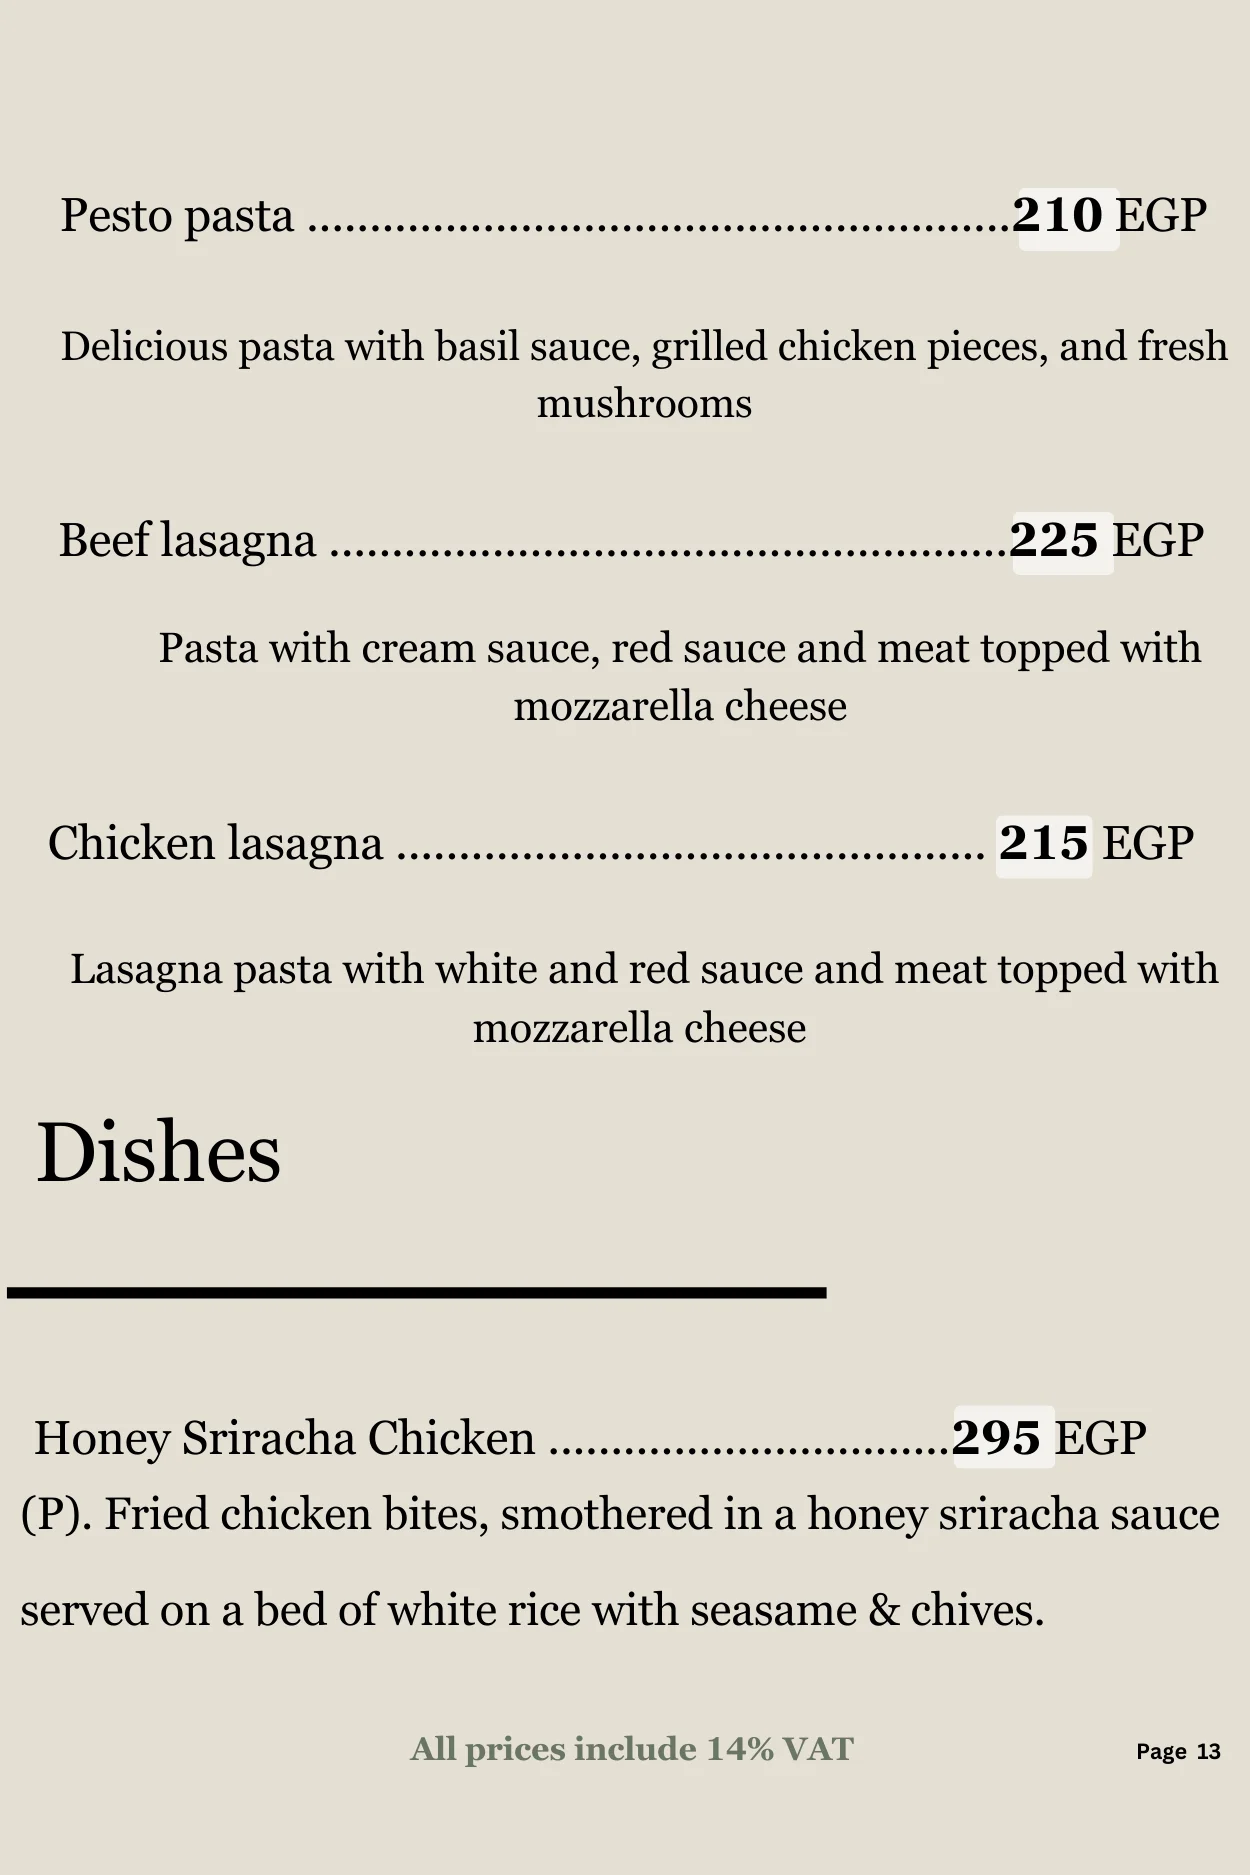 Pesto pasta ........................................................210 EGP
Delicious pasta with basil sauce, grilled chicken pieces, and fresh
mushrooms
Beef lasagna ......................................................225 EGP
Pasta with cream sauce, red sauce and meat topped with
mozzarella cheese
Chicken lasagna ............................................... 215 EGP
Lasagna pasta with white and red sauce and meat topped with
mozzarella cheese
Dishes
Honey Sriracha Chicken ................................295 EGP
(P). Fried chicken bites, smothered in a honey sriracha sauce
served on a bed of white rice with seasame & chives.
All prices include 14% VAT
Page 13